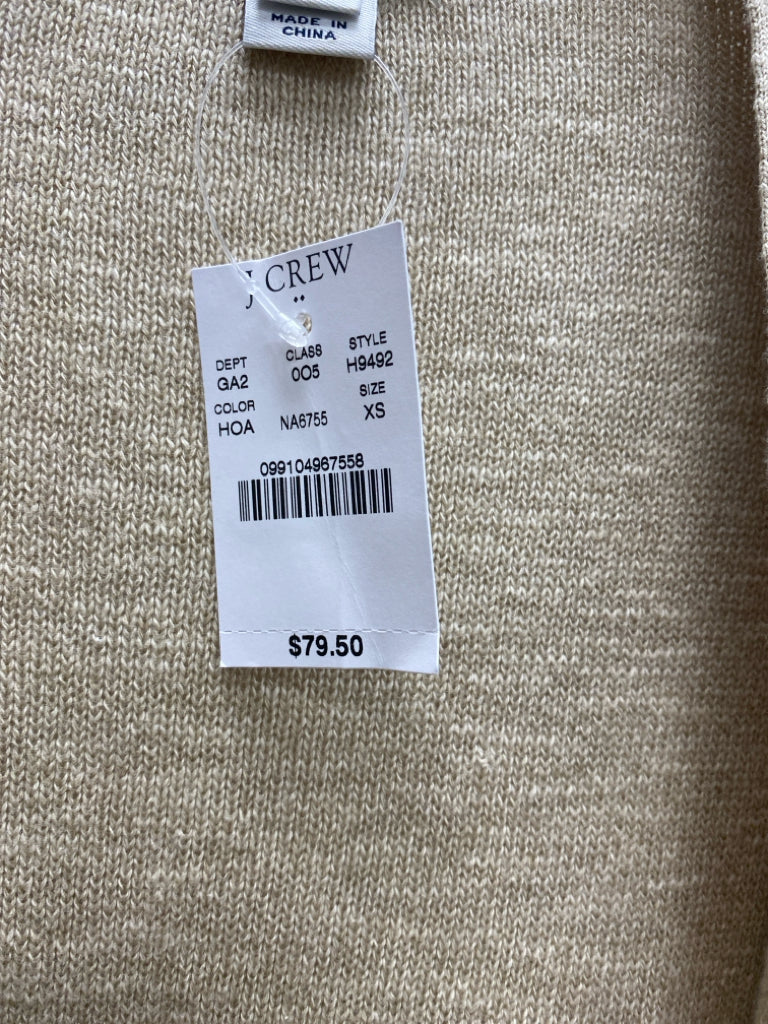 MADE IN
CHINA
J. CREW
DEPT CLASS STYLE
GA2 005 H9492
COLOR SIZE
HOA NA6755 XS
099104967558
$79.50